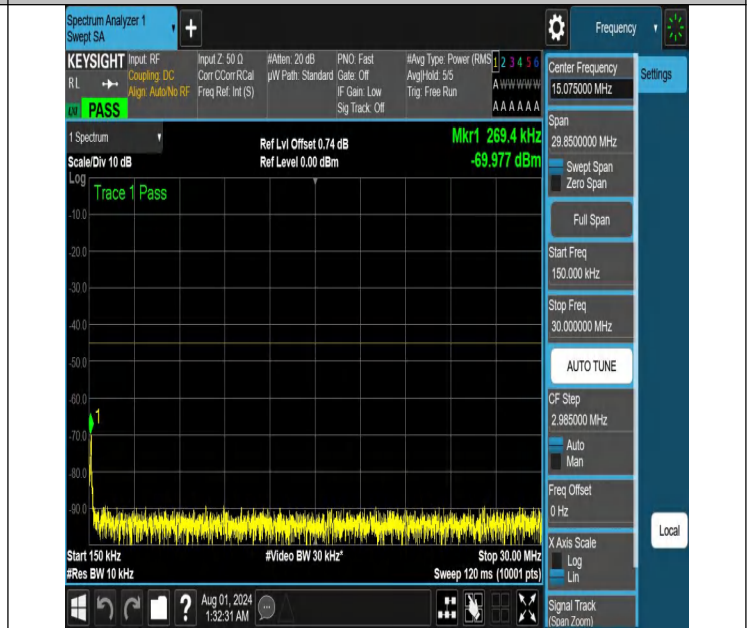 Spectrum Analyzer 1
Swept SA
+
Frequency
KEYSIGHT
RL
PASS
Input: RF
Coupling: DC
Align: Auto/No RF
Input Z: 50 Ω
Corr CCorr RCal
Freq Ref: Int (S)
#Atten: 20 dB
µW Path: Standard
PNO: Fast
Gate: Off
IF Gain: Low
Sig Track: Off
#Avg Type: Power (RMS
Avg|Hold: 5/5
Trig: Free Run
1 2 3 4 5 6
A W W W W W
A A A A A A
1 Spectrum
Scale/Div 10 dB
Ref Lvl Offset 0.74 dB
Ref Level 0.00 dBm
Mkr1 269.4 kHz
-69.977 dBm
Log
Trace 1 Pass
-10.0
-20.0
-30.0
-40.0
-50.0
-60.0
-70.0
-80.0
-90.0
1
Start 150 kHz
#Res BW 10 kHz
#Video BW 30 kHz*
Stop 30.00 MHz
Sweep 120 ms (10001 pts)
?
Aug 01, 2024
1:32:31 AM
Center Frequency
15.075000 MHz
Settings
Span
29.8500000 MHz
Swept Span
Zero Span
Full Span
Start Freq
150.000 kHz
Stop Freq
30.000000 MHz
AUTO TUNE
CF Step
2.985000 MHz
Auto
Man
Freq Offset
0 Hz
X Axis Scale
Log
Lin
Local
Signal Track
(Span Zoom)